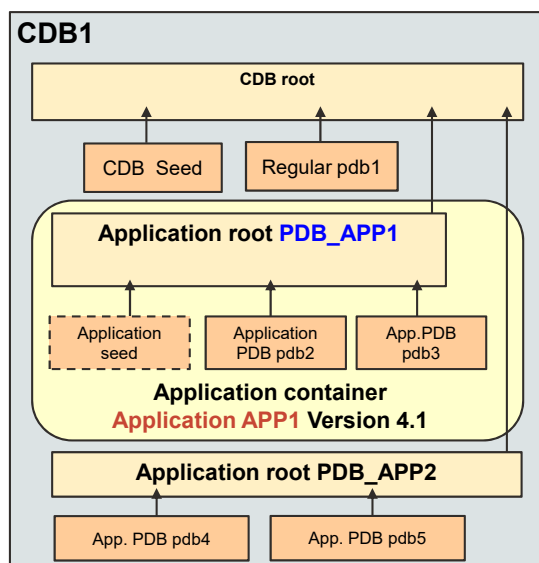 CDB1
CDB root
CDB Seed
Regular pdb1
Application root PDB_APP1
Application
seed
Application
PDB pdb2
App.PDB
pdb3
Application container
Application APP1 Version 4.1
Application root PDB_APP2
App. PDB pdb4
App. PDB pdb5